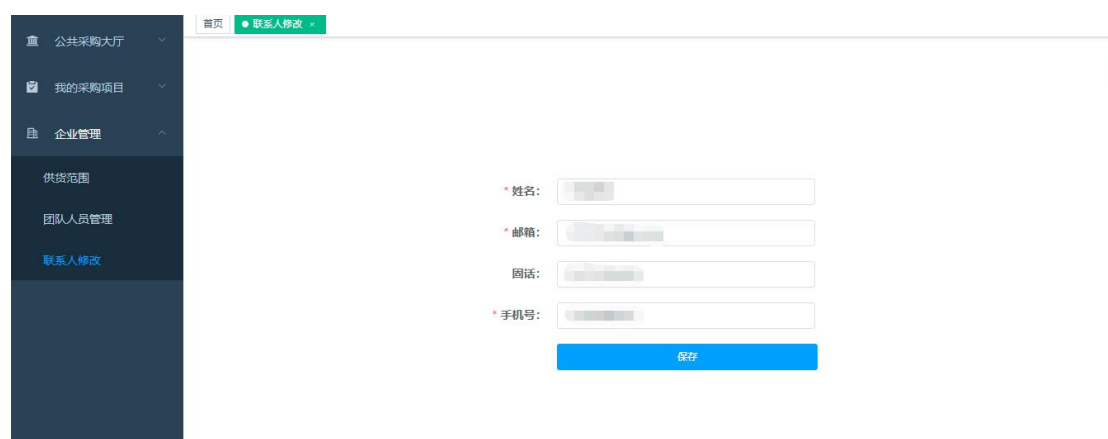 首页 ● 联系人修改 ×
公共采购大厅
我的采购项目
企业管理
供货范围
团队人员管理
联系人修改
* 姓名：
* 邮箱：
固话：
* 手机号：
保存